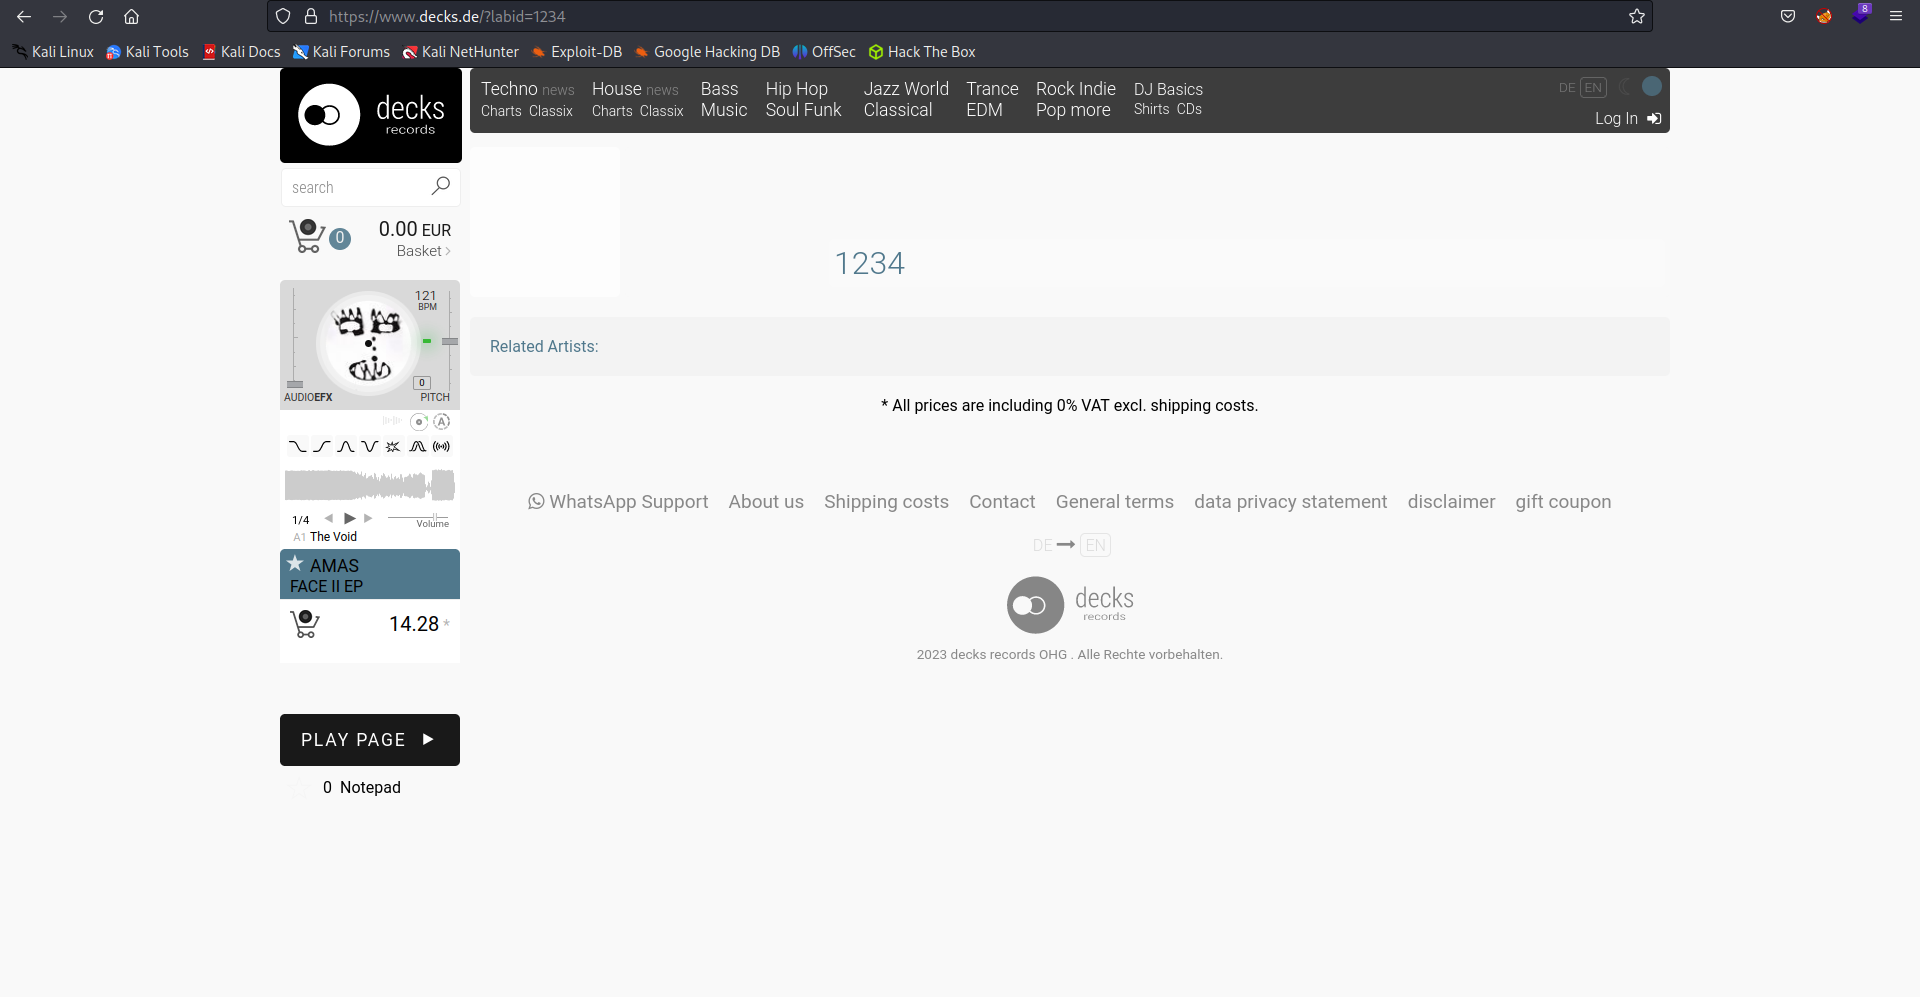 https://www.decks.de/?labid=1234
8
Kali Linux Kali Tools Kali Docs Kali Forums Kali NetHunter Exploit-DB Google Hacking DB OffSec Hack The Box
decks
records
Techno news House news Bass Hip Hop Jazz World Trance Rock Indie DJ Basics
Charts Classix Charts Classix Music Soul Funk Classical EDM Pop more Shirts CDs
DE EN
Log In
search
0 0.00 EUR
Basket >
1234
121
BPM
0
AUDIOEFX PITCH
Related Artists:
* All prices are including 0% VAT excl. shipping costs.
A
1/4 Volume
A1 The Void
AMAS
FACE II EP
14.28 *
WhatsApp Support About us Shipping costs Contact General terms data privacy statement disclaimer gift coupon
DE EN
decks
records
2023 decks records OHG . Alle Rechte vorbehalten.
PLAY PAGE
0 Notepad